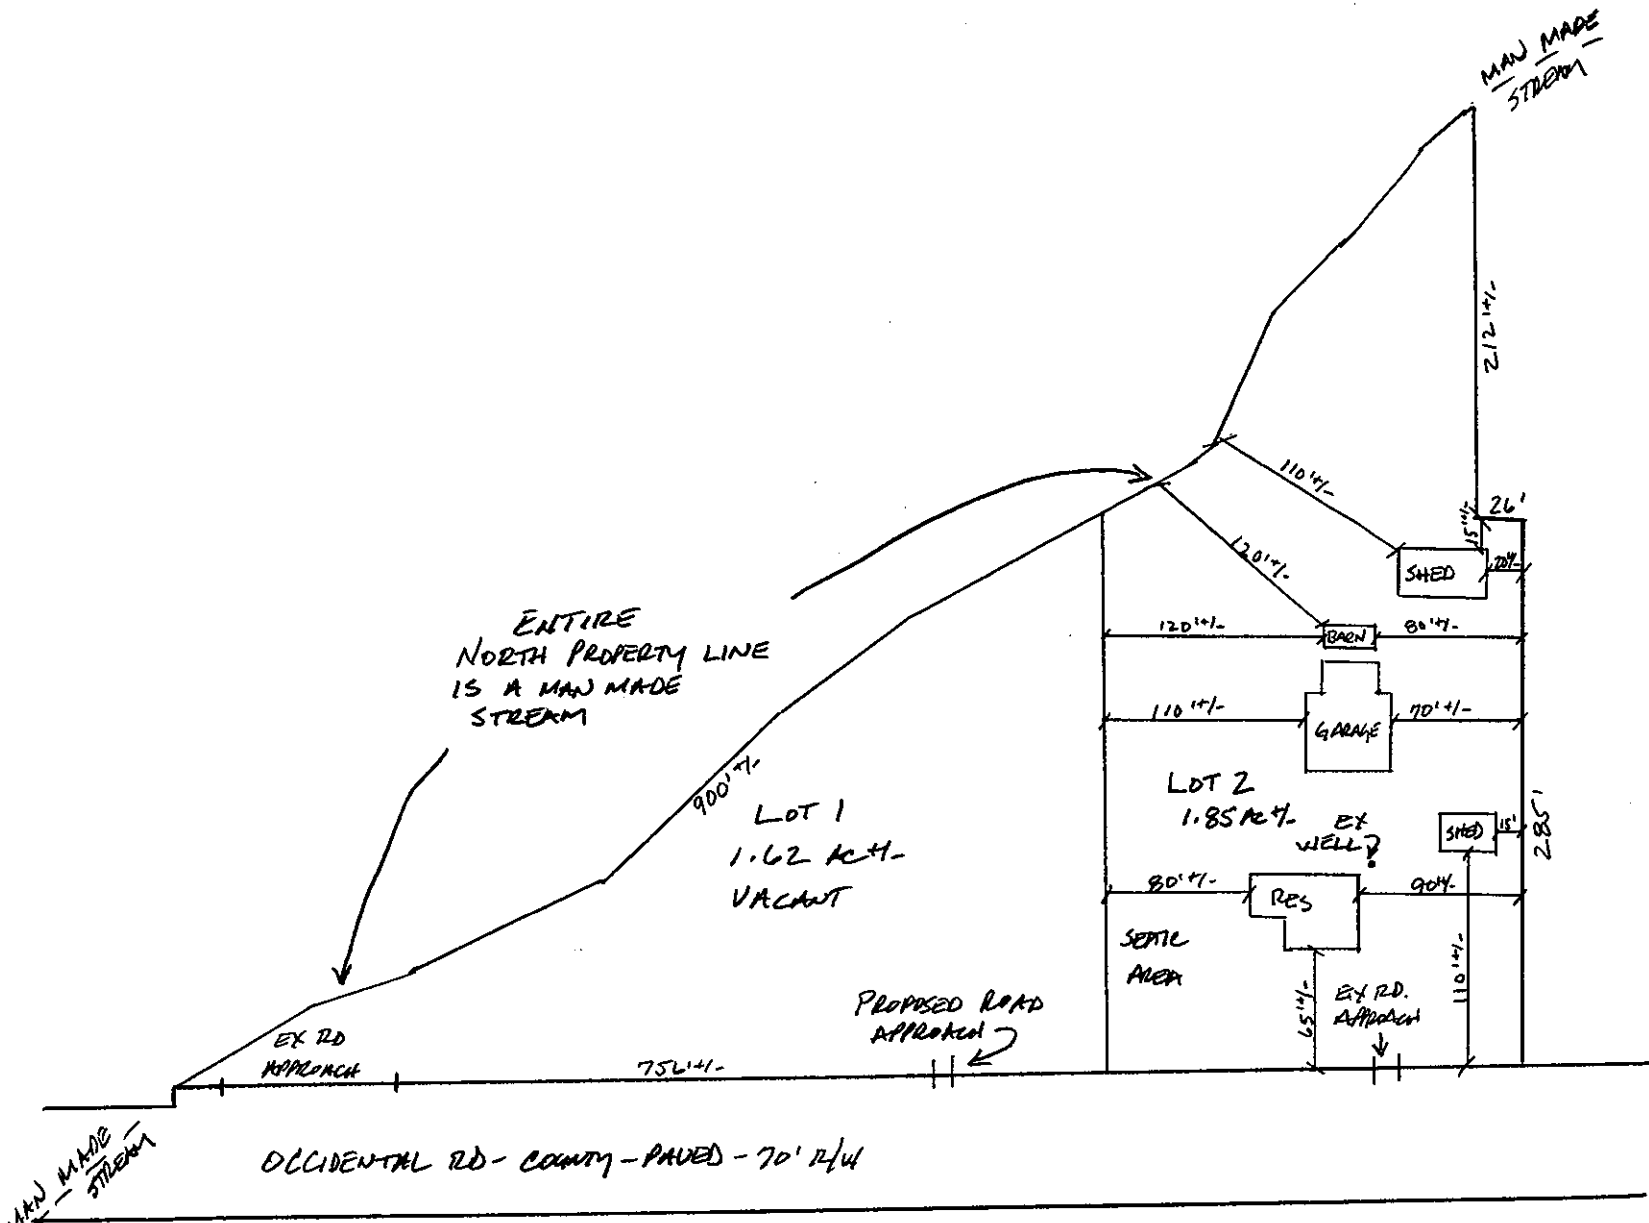 MAN MADE
STREAM
212'+/-
26'
15'+/-
110'+/-
SHED
20'+/-
120'+/-
120'+/-
BARN
80'+/-
ENTIRE
NORTH PROPERTY LINE
IS A MAN MADE
STREAM
110'+/-
GARAGE
70'+/-
900'+/-
LOT 1
1.62 AC+/-
VACANT
LOT 2
1.85 AC+/-
EX
WELL
SHED
15'
285'
80'+/-
RES
90'+/-
SEPTIC
AREA
65'+/-
EX RD.
APPROACH
110'+/-
PROPOSED ROAD
APPROACH
EX RD
APPROACH
756'+/-
MAN MADE
STREAM
OCCIDENTAL RD - COUNTY - PAVED - 70' R/W